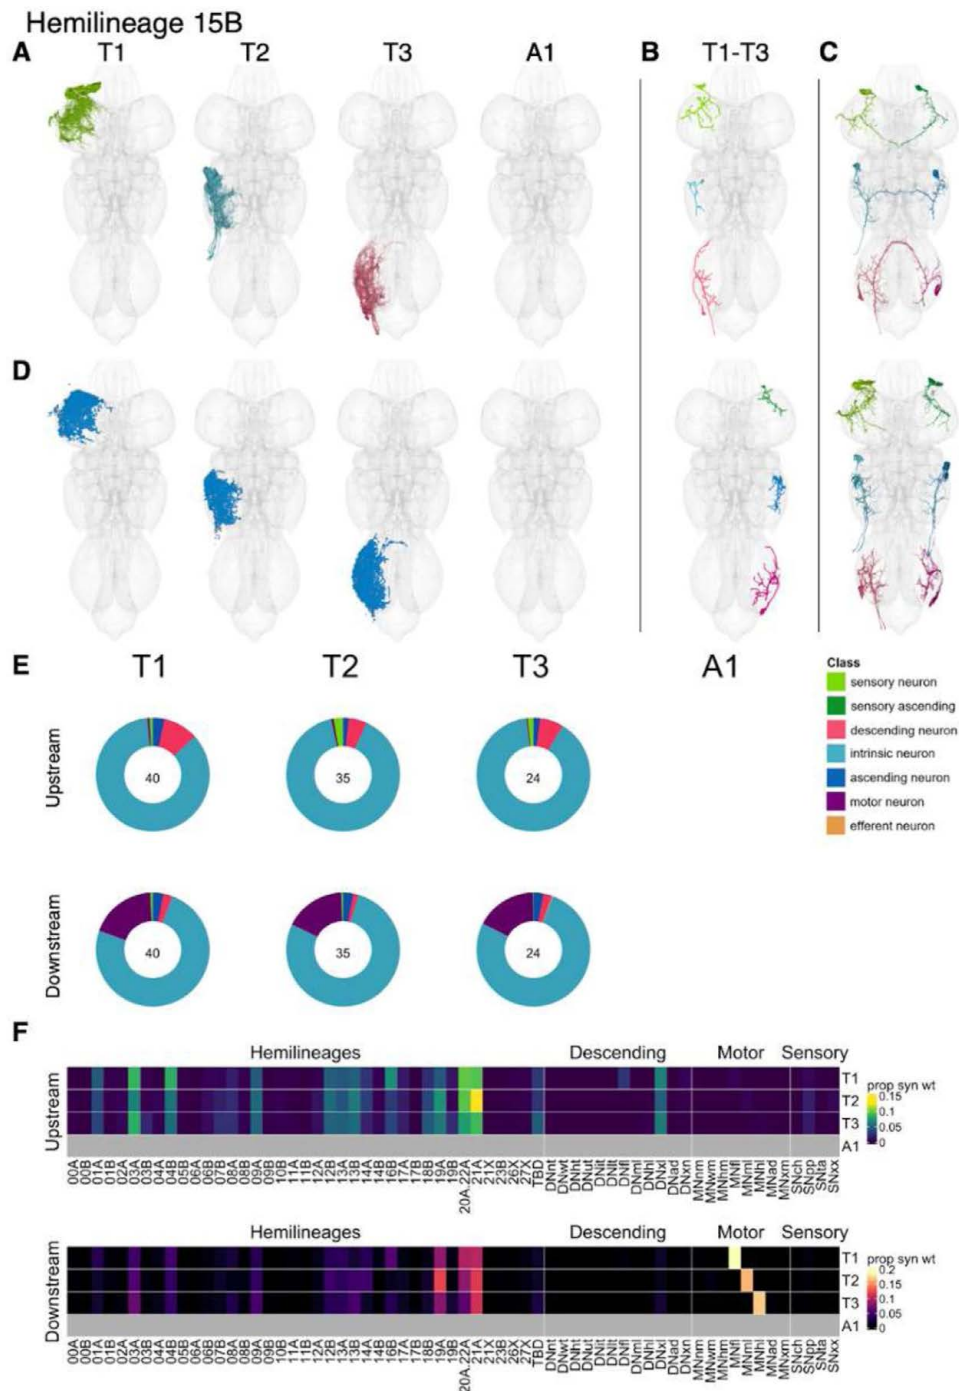 Hemilineage 15B
A T1 T2 T3 A1 B T1-T3 C
D
E T1 T2 T3 A1
Class
sensory neuron
sensory ascending
descending neuron
intrinsic neuron
ascending neuron
motor neuron
efferent neuron
Upstream
40 35 24
Downstream
40 35 24
F
Hemilineages Descending Motor Sensory
Upstream
T1
T2
T3
A1
prop syn wt
0.15
0.1
0.05
0
00A 00B 01A 01B 02A 03A 03B 04B 05B 06A 06B 07B 08A 08B 09A 09B 10B 11A 11B 12A 12B 13A 13B 14A 14B 16B 17A 17B 18B 19A 19B 20A.22A 21A 21X 23B 26X 27X TBD DNnt DNwt DNht DNut DNit DNlt DNfl DNml DNhl DNxl DNad DNxn MNnm MNwm MNhm MNfl MNml MNhl MNad MNxm SNch SNpp SNta SNxx
Hemilineages Descending Motor Sensory
Downstream
T1
T2
T3
A1
prop syn wt
0.2
0.15
0.1
0.05
0
00A 00B 01A 01B 02A 03A 03B 04B 05B 06A 06B 07B 08A 08B 09A 09B 10B 11A 11B 12A 12B 13A 13B 14A 14B 16B 17A 17B 18B 19A 19B 20A.22A 21A 21X 23B 26X 27X TBD DNnt DNwt DNht DNut DNit DNlt DNfl DNml DNhl DNxl DNad DNxn MNnm MNwm MNhm MNfl MNml MNhl MNad MNxm SNch SNpp SNta SNxx